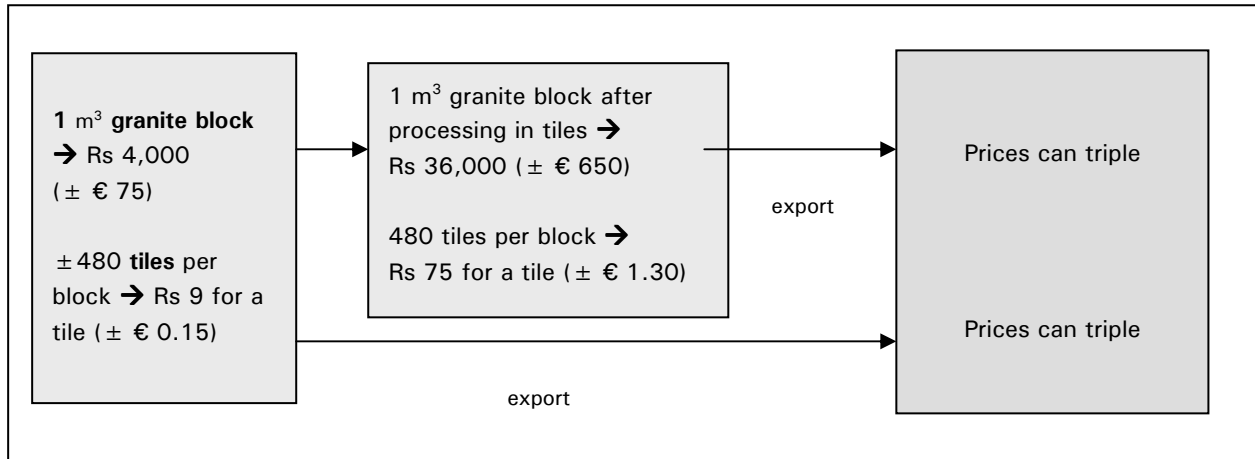 1 m³ granite block
→ Rs 4,000
(± € 75)
±480 tiles per
block → Rs 9 for a
tile (± € 0.15)
1 m³ granite block after
processing in tiles →
Rs 36,000 (± € 650)
480 tiles per block →
Rs 75 for a tile (± € 1.30)
export
export
Prices can triple
Prices can triple